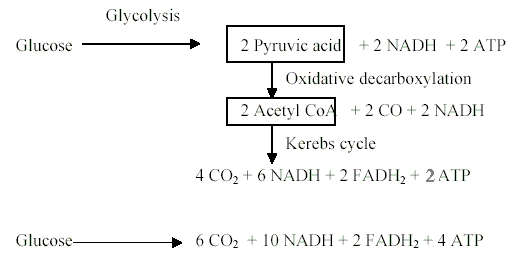 Glycolysis
Glucose 2 Pyruvic acid + 2 NADH + 2 ATP
Oxidative decarboxylation
2 Acetyl CoA + 2 CO + 2 NADH
Kerebs cycle
4 CO₂ + 6 NADH + 2 FADH₂ + 2 ATP
Glucose 6 CO₂ + 10 NADH + 2 FADH₂ + 4 ATP